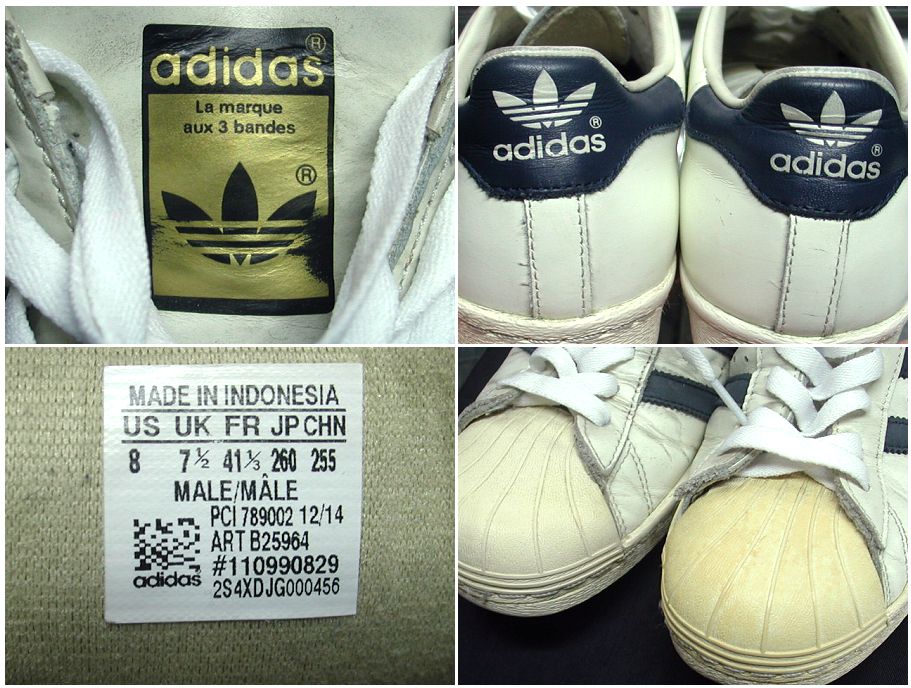 adidas®
La marque
aux 3 bandes
®
adidas®
adidas®
MADE IN INDONESIA
US UK FR JP CHN
8 7½ 41⅓ 260 255
MALE/MÂLE
PCI 789002 12/14
ART B25964
#110990829
2S4XDJG000456
adidas